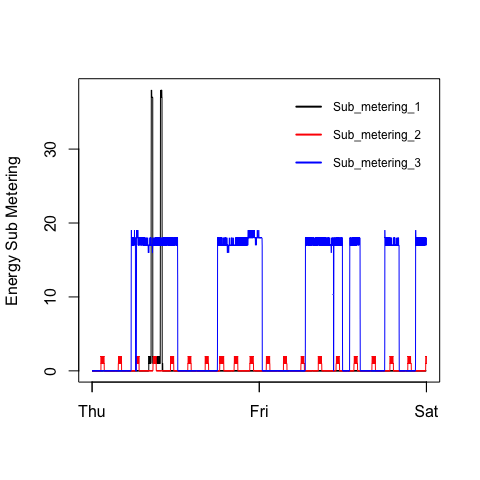 Sub_metering_1
Sub_metering_2
Sub_metering_3
Energy Sub Metering
30
20
10
0
Thu Fri Sat